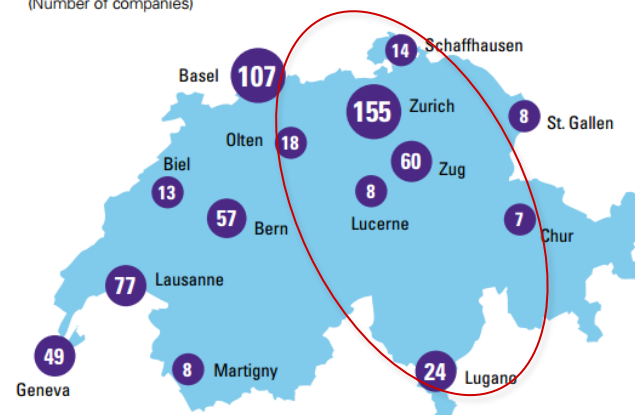 (Number of companies)
14 Schaffhausen
Basel 107
155 Zurich
8 St. Gallen
Olten 18
60 Zug
Biel
13
8
Lucerne
57 Bern
7
Chur
77 Lausanne
49
Geneva
8 Martigny
24 Lugano